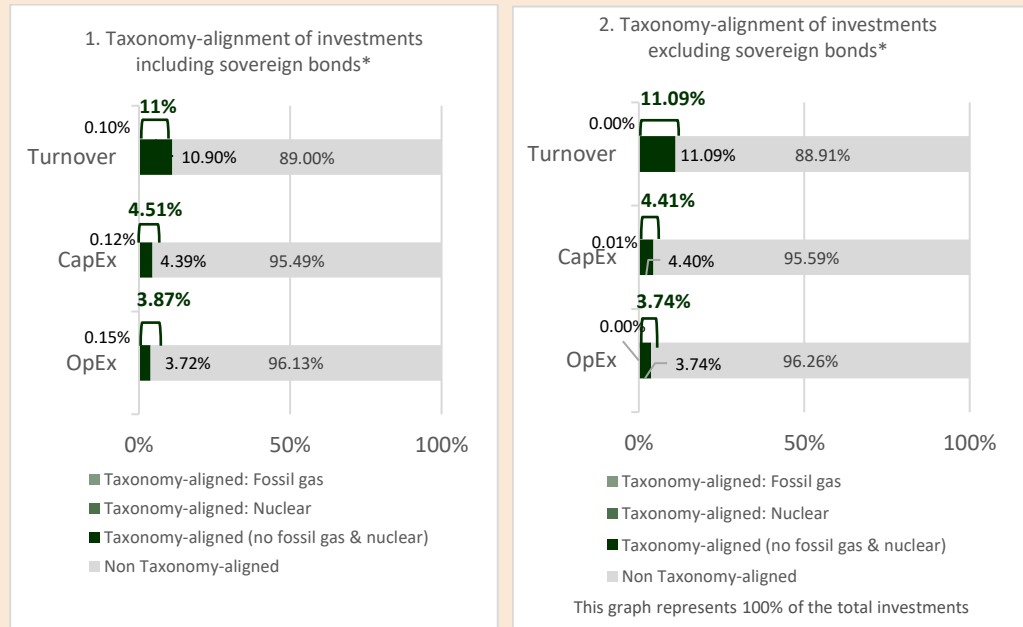 1. Taxonomy-alignment of investments
including sovereign bonds*
11%
0.10%
Turnover
10.90%
89.00%
4.51%
0.12%
CapEx
4.39%
95.49%
3.87%
0.15%
OpEx
3.72%
96.13%
0%
50%
100%
Taxonomy-aligned: Fossil gas
Taxonomy-aligned: Nuclear
Taxonomy-aligned (no fossil gas & nuclear)
Non Taxonomy-aligned
2. Taxonomy-alignment of investments
excluding sovereign bonds*
11.09%
0.00%
Turnover
11.09%
88.91%
4.41%
0.01%
CapEx
4.40%
95.59%
3.74%
0.00%
OpEx
3.74%
96.26%
0%
50%
100%
Taxonomy-aligned: Fossil gas
Taxonomy-aligned: Nuclear
Taxonomy-aligned (no fossil gas & nuclear)
Non Taxonomy-aligned
This graph represents 100% of the total investments